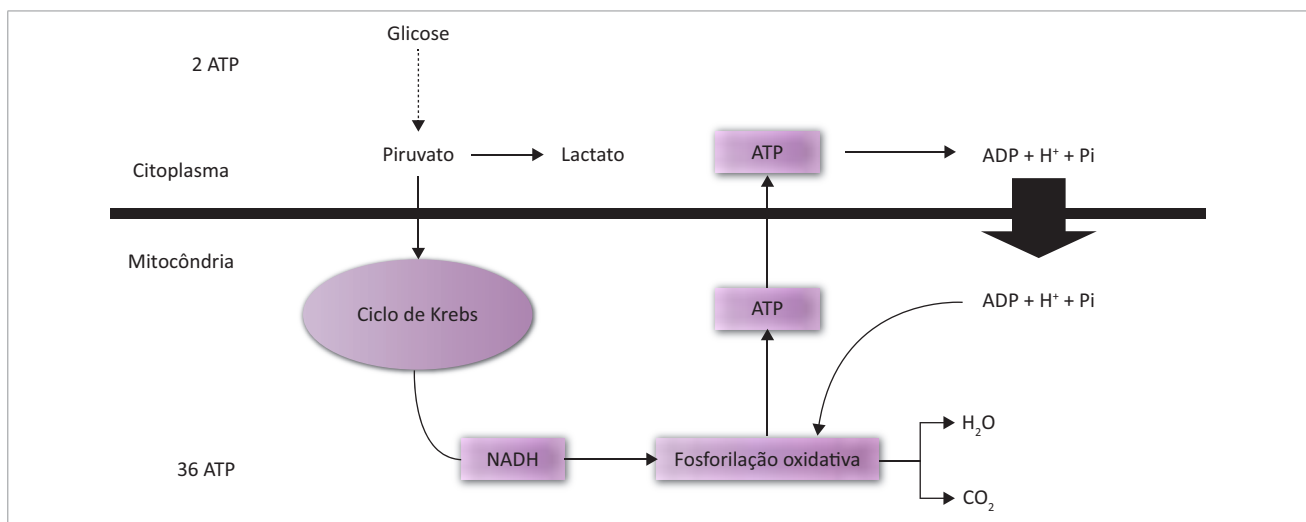 Glicose
2 ATP
Piruvato
Lactato
ATP
ADP + H⁺ + Pi
Citoplasma
Mitocôndria
Ciclo de Krebs
ATP
ADP + H⁺ + Pi
H₂O
NADH
Fosforilação oxidativa
36 ATP
CO₂